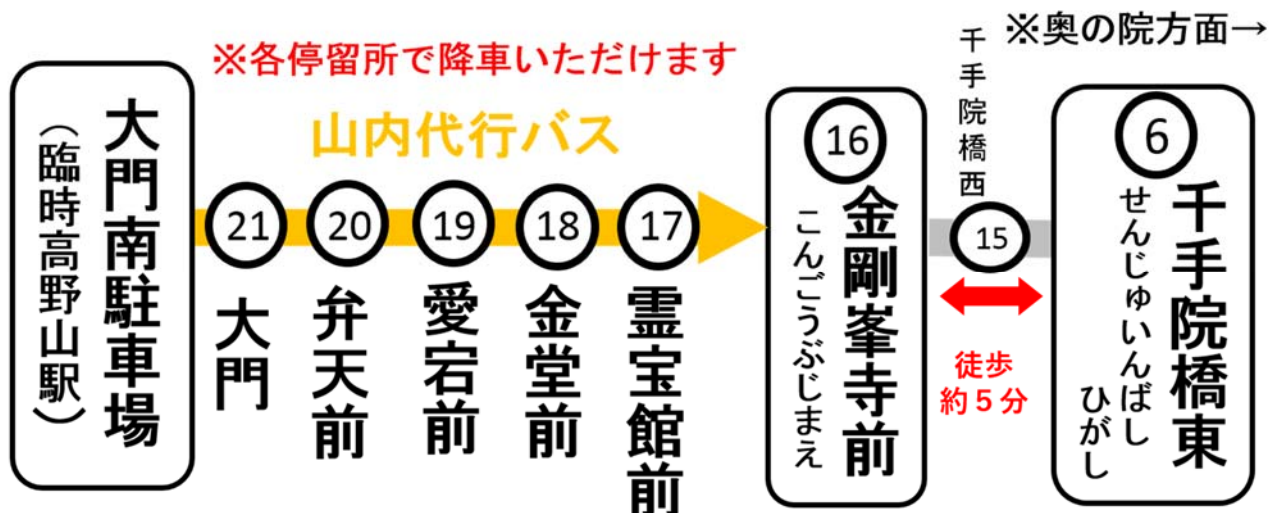 ※各停留所で降車いただけます
※奥の院方面→
山内代行バス
大門南駐車場
（臨時高野山駅）
21
大門
20
弁天前
19
愛宕前
18
金堂前
17
霊宝館前
16
金剛峯寺前
こんごうぶじまえ
千手院橋西
15
徒歩
約５分
6
千手院橋東
せんじゅいんばし
ひがし